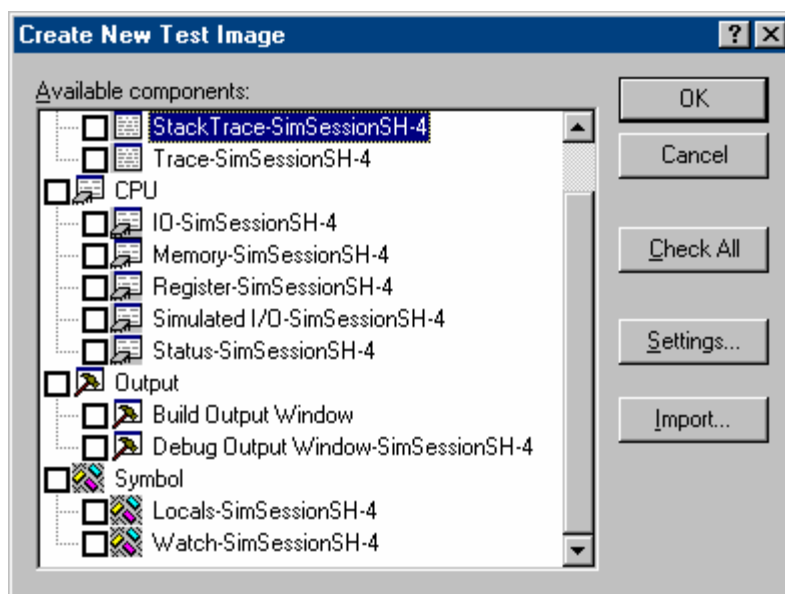 Create New Test Image
Available components:
StackTrace-SimSessionSH-4
Trace-SimSessionSH-4
CPU
IO-SimSessionSH-4
Memory-SimSessionSH-4
Register-SimSessionSH-4
Simulated I/O-SimSessionSH-4
Status-SimSessionSH-4
Output
Build Output Window
Debug Output Window-SimSessionSH-4
Symbol
Locals-SimSessionSH-4
Watch-SimSessionSH-4
OK
Cancel
Check All
Settings...
Import...